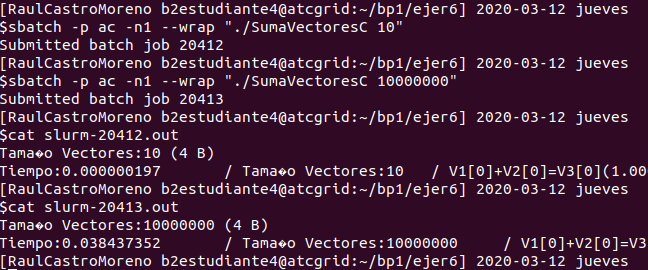 [RaulCastroMoreno b2estudiante4@atcgrid:~/bp1/ejer6] 2020-03-12 jueves
$sbatch -p ac -n1 --wrap "./SumaVectoresC 10"
Submitted batch job 20412
[RaulCastroMoreno b2estudiante4@atcgrid:~/bp1/ejer6] 2020-03-12 jueves
$sbatch -p ac -n1 --wrap "./SumaVectoresC 10000000"
Submitted batch job 20413
[RaulCastroMoreno b2estudiante4@atcgrid:~/bp1/ejer6] 2020-03-12 jueves
$cat slurm-20412.out
Tama�o Vectores:10 (4 B)
Tiempo:0.000000197 / Tama�o Vectores:10 / V1[0]+V2[0]=V3[0](1.00
[RaulCastroMoreno b2estudiante4@atcgrid:~/bp1/ejer6] 2020-03-12 jueves
$cat slurm-20413.out
Tama�o Vectores:10000000 (4 B)
Tiempo:0.038437352 / Tama�o Vectores:10000000 / V1[0]+V2[0]=V3
[RaulCastroMoreno b2estudiante4@atcgrid:~/bp1/ejer6] 2020-03-12 jueves